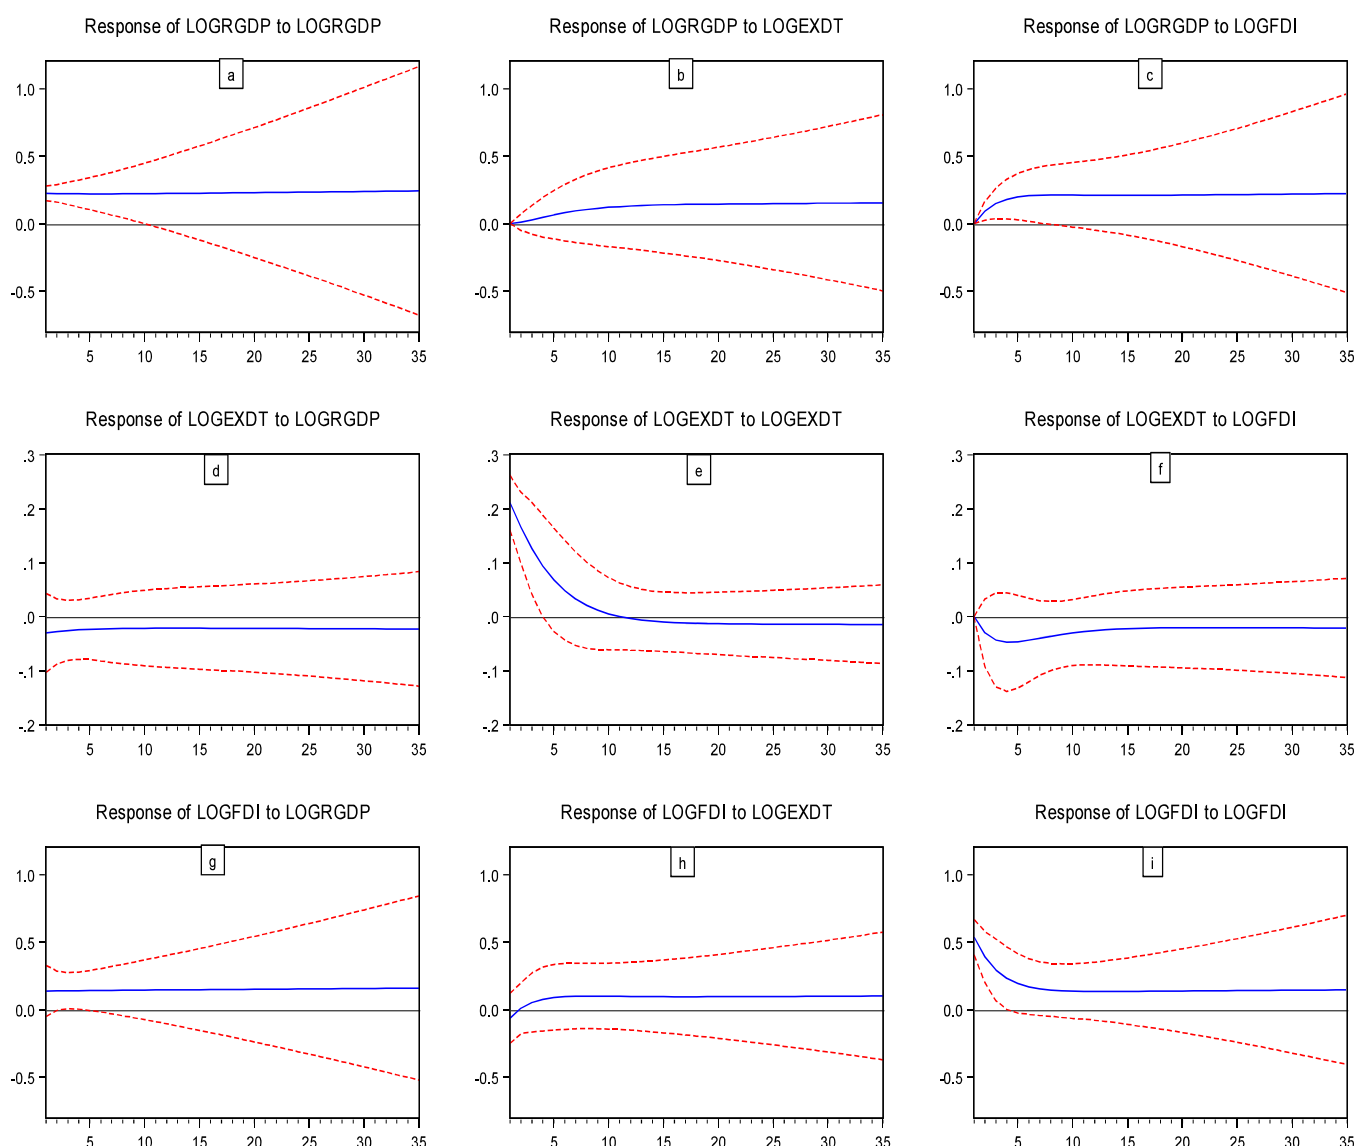 Response of LOGRGDP to LOGRGDP
Response of LOGRGDP to LOGEXDT
Response of LOGRGDP to LOGFDI
a
b
c
1.0
0.5
0.0
-0.5
1.0
0.5
0.0
-0.5
1.0
0.5
0.0
-0.5
5 10 15 20 25 30 35
5 10 15 20 25 30 35
5 10 15 20 25 30 35
Response of LOGEXDT to LOGRGDP
Response of LOGEXDT to LOGEXDT
Response of LOGEXDT to LOGFDI
d
e
f
.3
.2
.1
.0
-.1
-.2
.3
.2
.1
.0
-.1
-.2
.3
.2
.1
.0
-.1
-.2
5 10 15 20 25 30 35
5 10 15 20 25 30 35
5 10 15 20 25 30 35
Response of LOGFDI to LOGRGDP
Response of LOGFDI to LOGEXDT
Response of LOGFDI to LOGFDI
g
h
i
1.0
0.5
0.0
-0.5
1.0
0.5
0.0
-0.5
1.0
0.5
0.0
-0.5
5 10 15 20 25 30 35
5 10 15 20 25 30 35
5 10 15 20 25 30 35